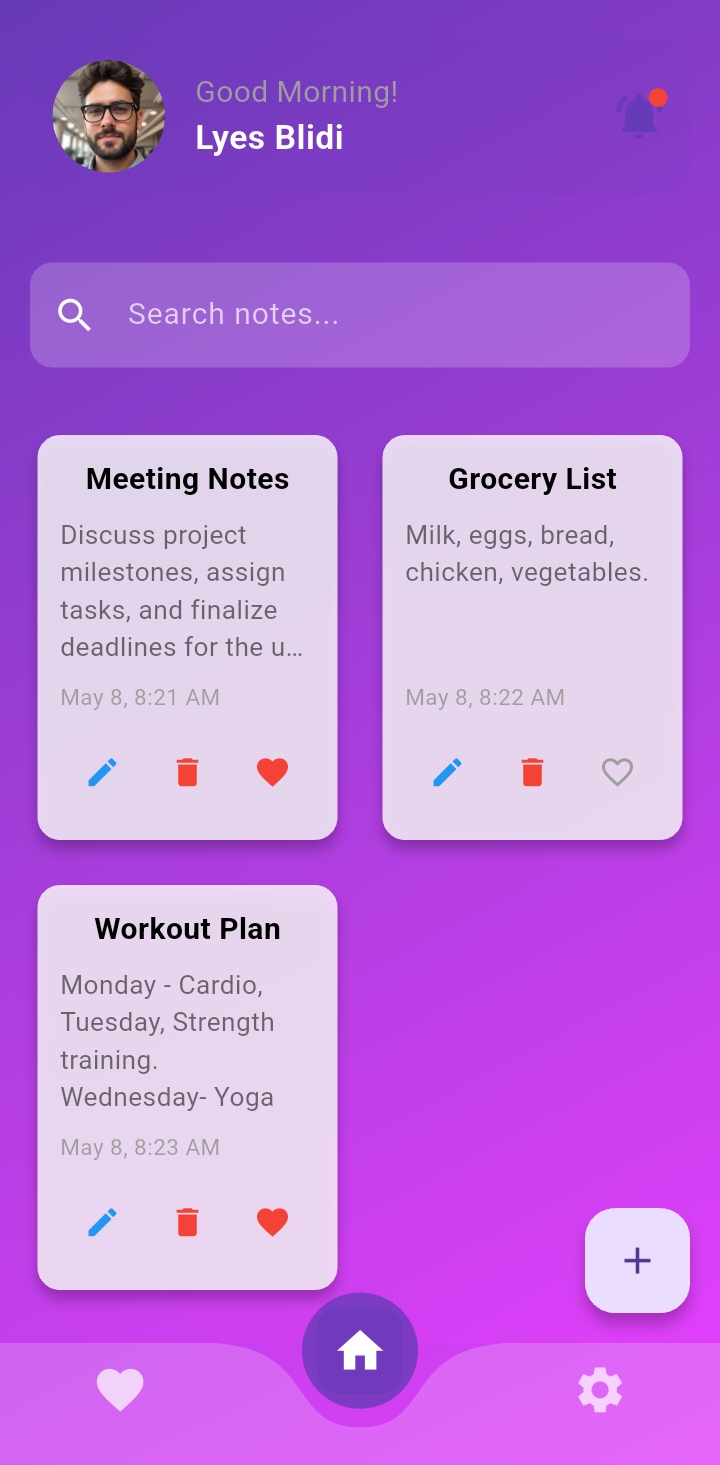 Good Morning!
Lyes Blidi
Search notes...
Meeting Notes
Discuss project
milestones, assign
tasks, and finalize
deadlines for the u...
May 8, 8:21 AM
Grocery List
Milk, eggs, bread,
chicken, vegetables.
May 8, 8:22 AM
Workout Plan
Monday - Cardio,
Tuesday, Strength
training.
Wednesday- Yoga
May 8, 8:23 AM